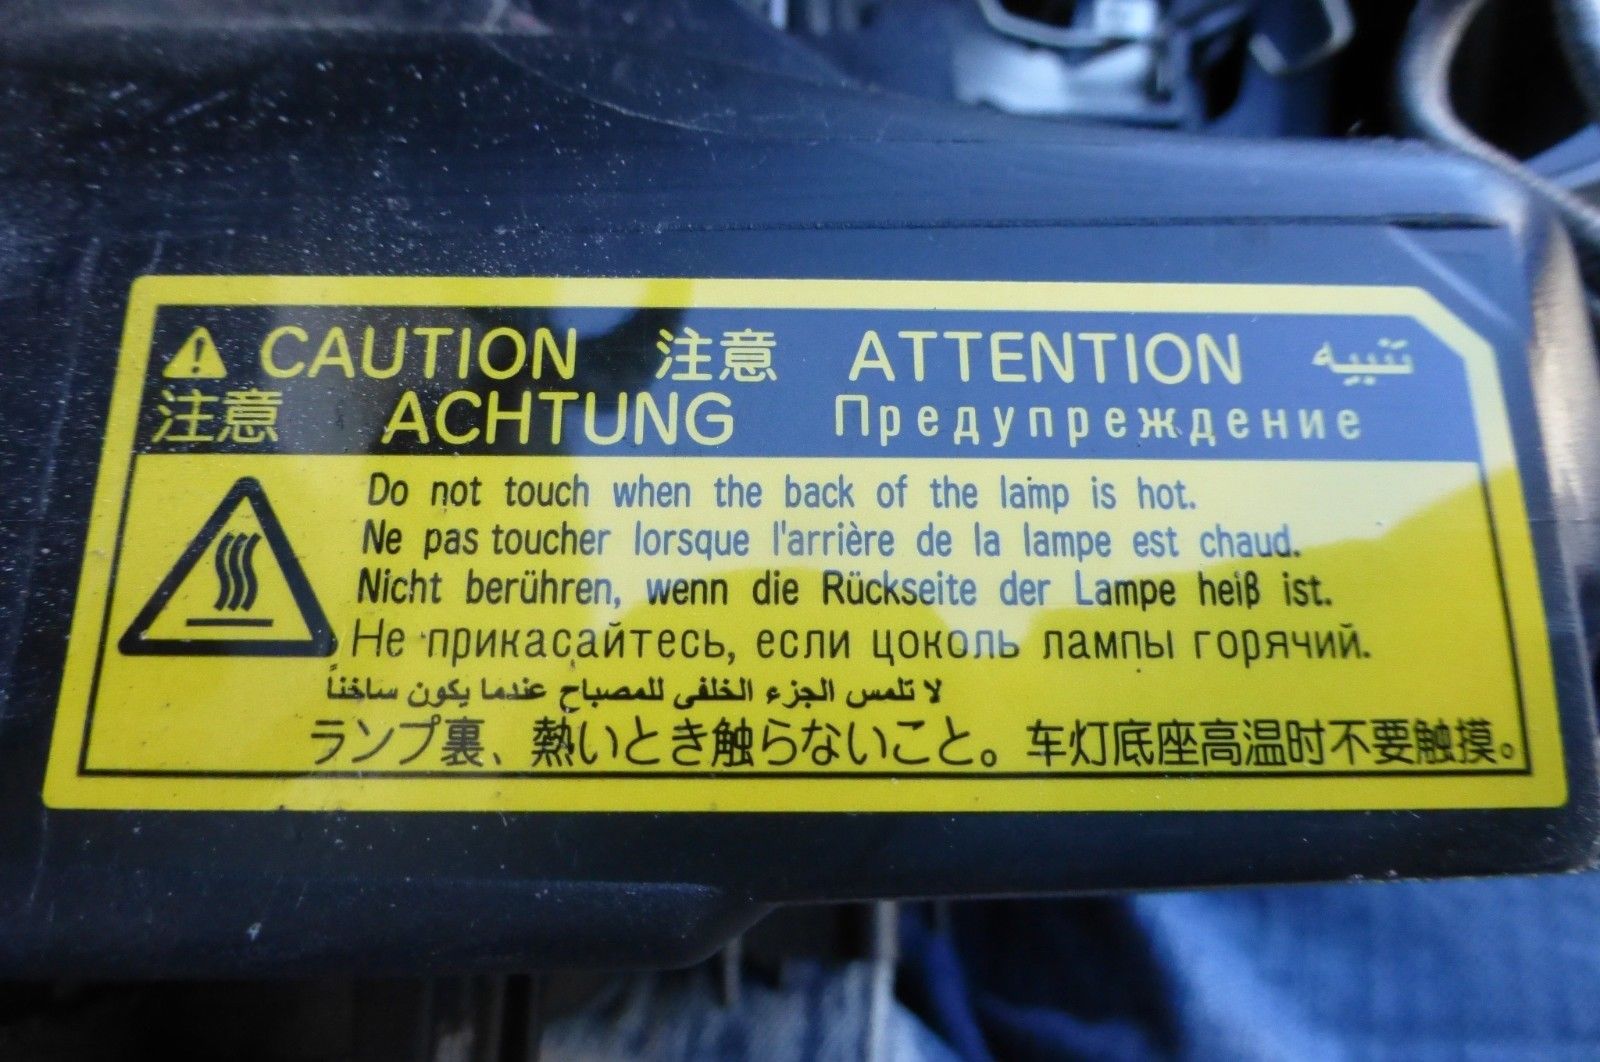 CAUTION 注意 ATTENTION تنبيه
注意 ACHTUNG Предупреждение
Do not touch when the back of the lamp is hot.
Ne pas toucher lorsque l'arrière de la lampe est chaud.
Nicht berühren, wenn die Rückseite der Lampe heiß ist.
Не прикасайтесь, если цоколь лампы горячий.
لا تلمس الجزء الخلفى للمصباح عندما يكون ساخناً
ランプ裏、熱いとき触らないこと。车灯底座高温时不要触摸。